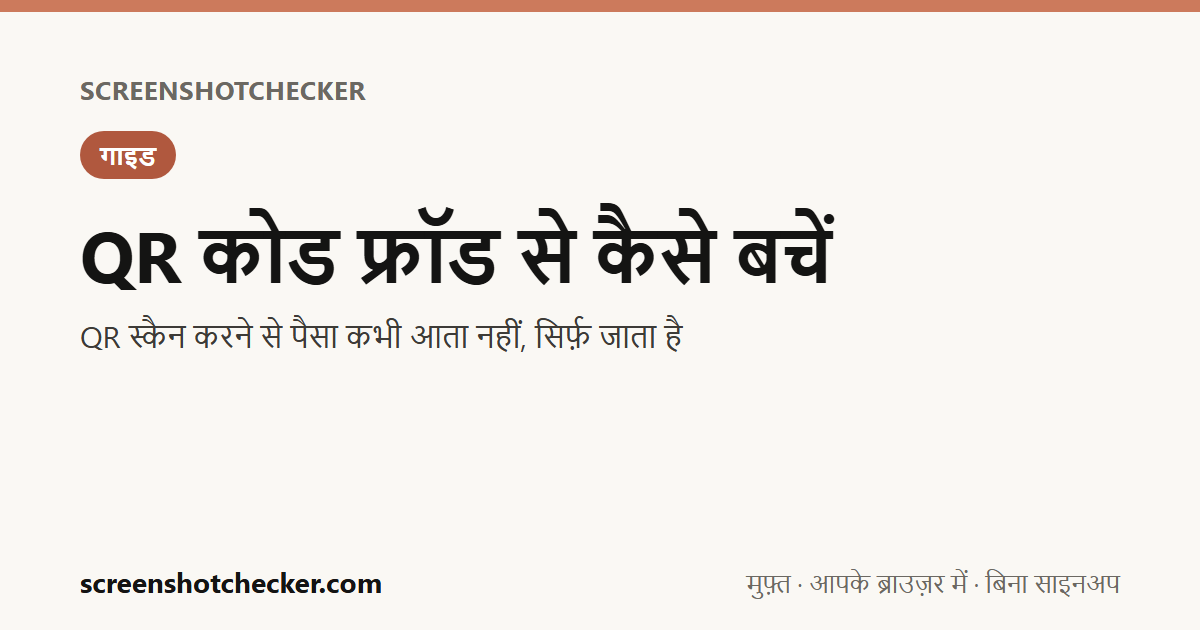 SCREENSHOTCHECKER
गाइड
QR कोड फ्रॉड से कैसे बचें
QR स्कैन करने से पैसा कभी आता नहीं, सिर्फ़ जाता है
screenshotchecker.com
मुफ़्त · आपके ब्राउज़र में · बिना साइनअप